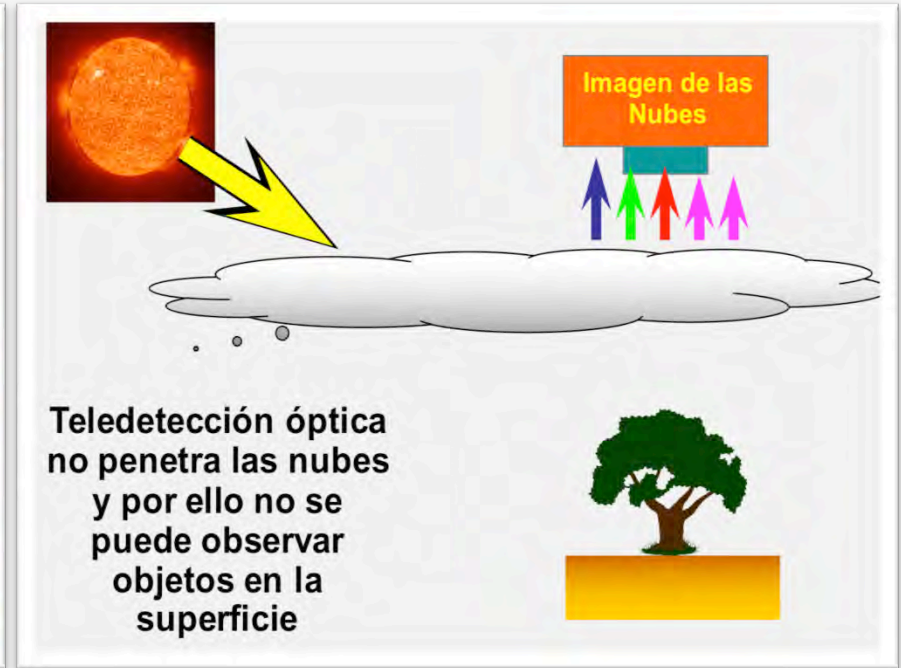 Imagen de las
Nubes
Teledetección óptica
no penetra las nubes
y por ello no se
puede observar
objetos en la
superficie